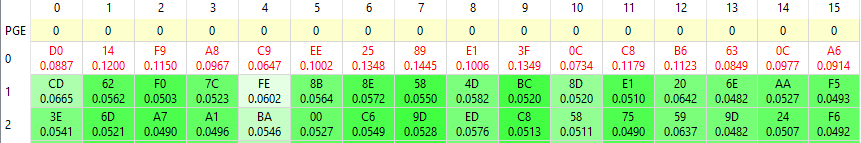 0 1 2 3 4 5 6 7 8 9 10 11 12 13 14 15
PGE 0 0 0 0 0 0 0 0 0 0 0 0 0 0 0 0
0 D0 14 F9 A8 C9 EE 25 89 E1 3F 0C C8 B6 63 0C A6
0.0887 0.1200 0.1150 0.0967 0.0647 0.1002 0.1348 0.1445 0.1006 0.1349 0.0734 0.1179 0.1123 0.0849 0.0977 0.0914
1 CD 62 F0 7C FE 8B 8E 58 4D BC 8D E1 20 6E AA F5
0.0665 0.0562 0.0503 0.0523 0.0602 0.0564 0.0572 0.0550 0.0582 0.0520 0.0520 0.0510 0.0642 0.0482 0.0527 0.0493
2 3E 6D A7 A1 BA 00 C6 9D ED C8 58 75 59 9D 24 F6
0.0541 0.0521 0.0490 0.0496 0.0546 0.0527 0.0549 0.0528 0.0576 0.0513 0.0511 0.0490 0.0637 0.0482 0.0507 0.0492